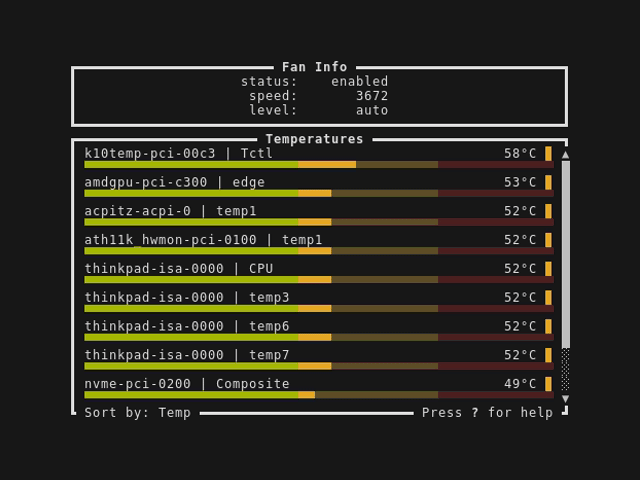 Fan Info
status: enabled
speed: 3672
level: auto
Temperatures
k10temp-pci-00c3 | Tctl 58°C
amdgpu-pci-c300 | edge 53°C
acpitz-acpi-0 | temp1 52°C
ath11k_hwmon-pci-0100 | temp1 52°C
thinkpad-isa-0000 | CPU 52°C
thinkpad-isa-0000 | temp3 52°C
thinkpad-isa-0000 | temp6 52°C
thinkpad-isa-0000 | temp7 52°C
nvme-pci-0200 | Composite 49°C
Sort by: Temp Press ? for help